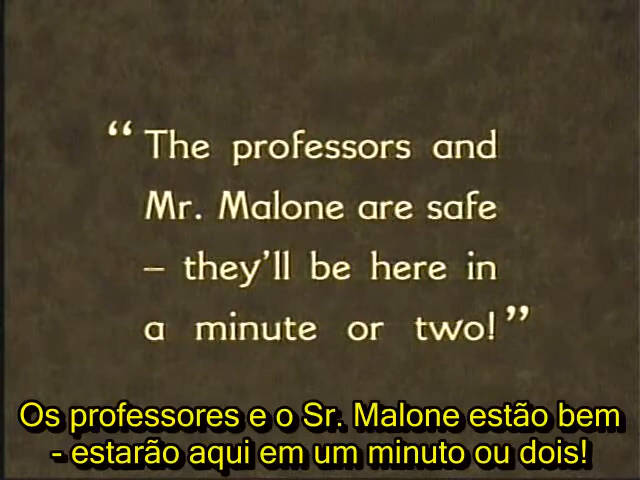 “The professors and
Mr. Malone are safe
– they’ll be here in
a minute or two!”
Os professores e o Sr. Malone estão bem
- estarão aqui em um minuto ou dois!